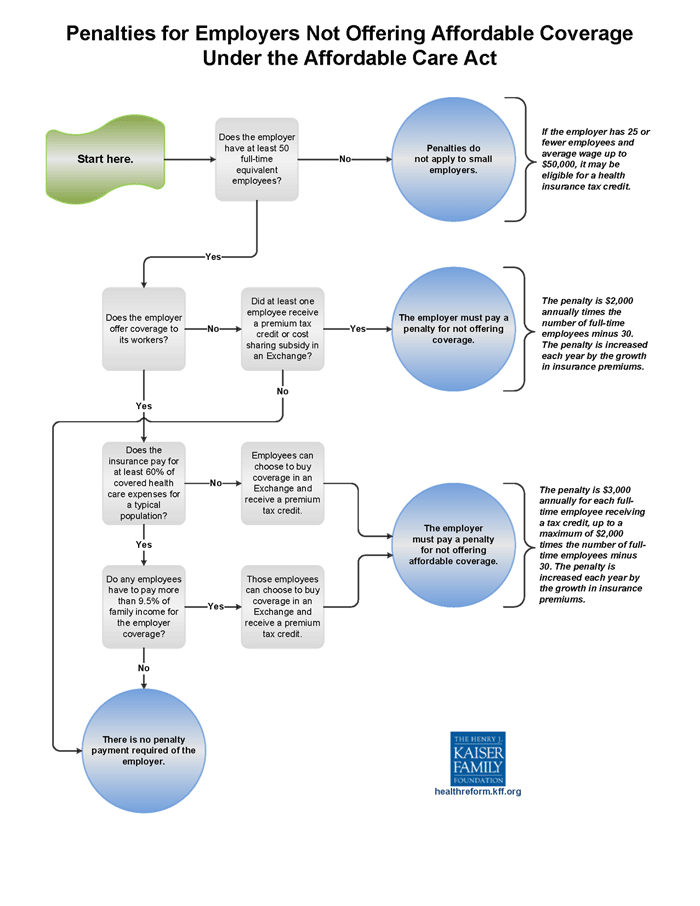 Penalties for Employers Not Offering Affordable Coverage
Under the Affordable Care Act
Start here.
Does the employer
have at least 50
full-time
equivalent
employees?
No
Penalties do
not apply to small
employers.
If the employer has 25 or
fewer employees and
average wage up to
$50,000, it may be
eligible for a health
insurance tax credit.
Yes
Does the employer
offer coverage to
its workers?
No
Did at least one
employee receive
a premium tax
credit or cost
sharing subsidy in
an Exchange?
Yes
The employer must pay a
penalty for not offering
coverage.
The penalty is $2,000
annually times the
number of full-time
employees minus 30.
The penalty is increased
each year by the growth
in insurance premiums.
No
Yes
Does the
insurance pay for
at least 60% of
covered health
care expenses for
a typical
population?
No
Employees can
choose to buy
coverage in an
Exchange and
receive a premium
tax credit.
The employer
must pay a penalty
for not offering
affordable coverage.
The penalty is $3,000
annually for each full-
time employee receiving
a tax credit, up to a
maximum of $2,000
times the number of full-
time employees minus
30. The penalty is
increased each year by
the growth in insurance
premiums.
Yes
Do any employees
have to pay more
than 9.5% of
family income for
the employer
coverage?
Yes
Those employees
can choose to buy
coverage in an
Exchange and
receive a premium
tax credit.
No
There is no penalty
payment required of the
employer.
THE HENRY J.
KAISER
FAMILY
FOUNDATION
healthreform.kff.org